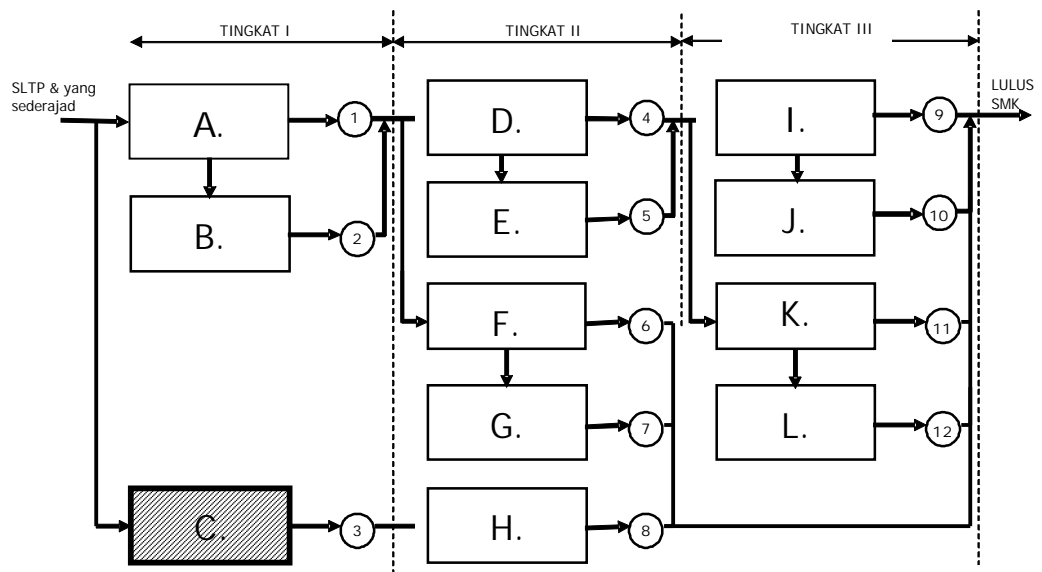 TINGKAT I
TINGKAT II
TINGKAT III
SLTP & yang
sederajad
LULUS
SMK
A.
1
D.
4
I.
9
B.
2
E.
5
J.
10
F.
6
K.
11
G.
7
L.
12
C.
3
H.
8